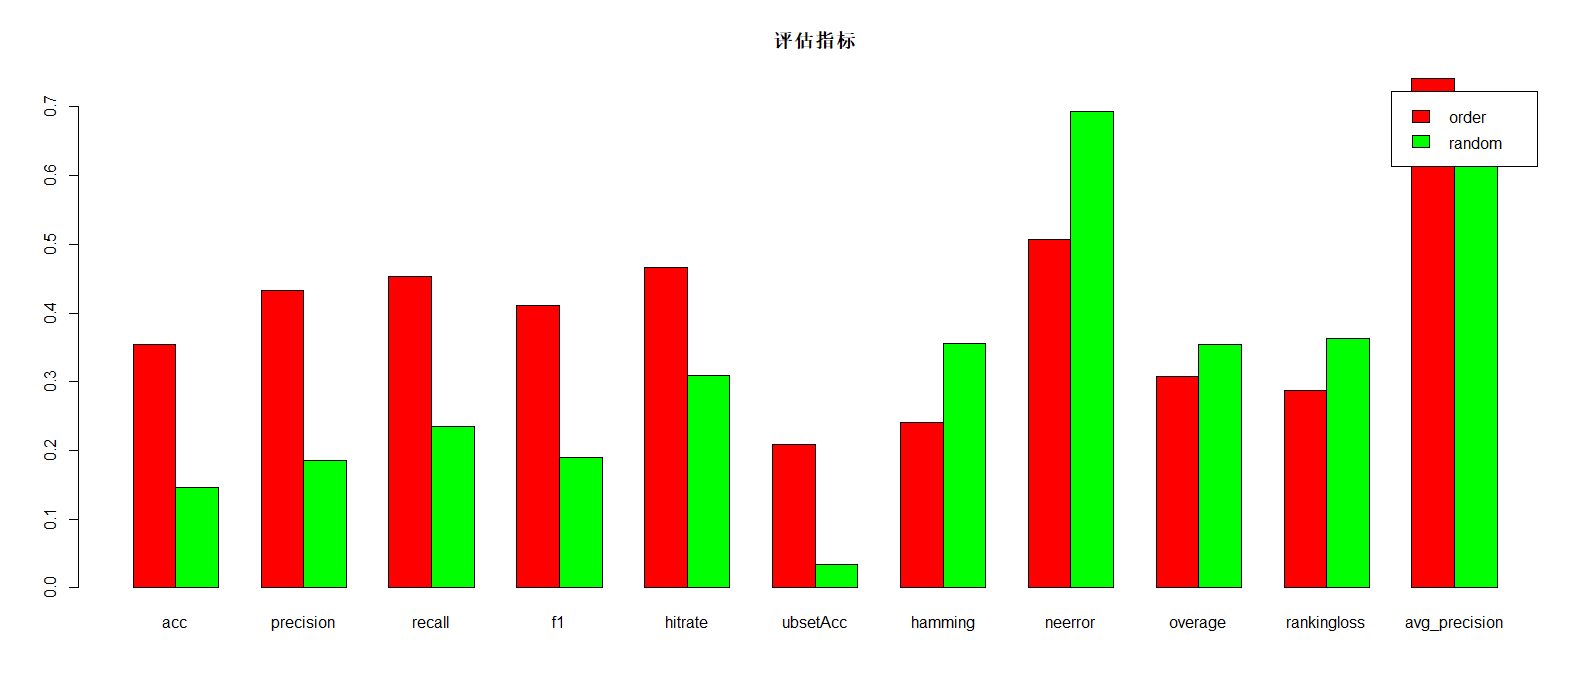 评估指标
0.7
0.6
0.5
0.4
0.3
0.2
0.1
0.0
order
random
acc precision recall f1 hitrate ubsetAcc hamming neerror overage rankingloss avg_precision